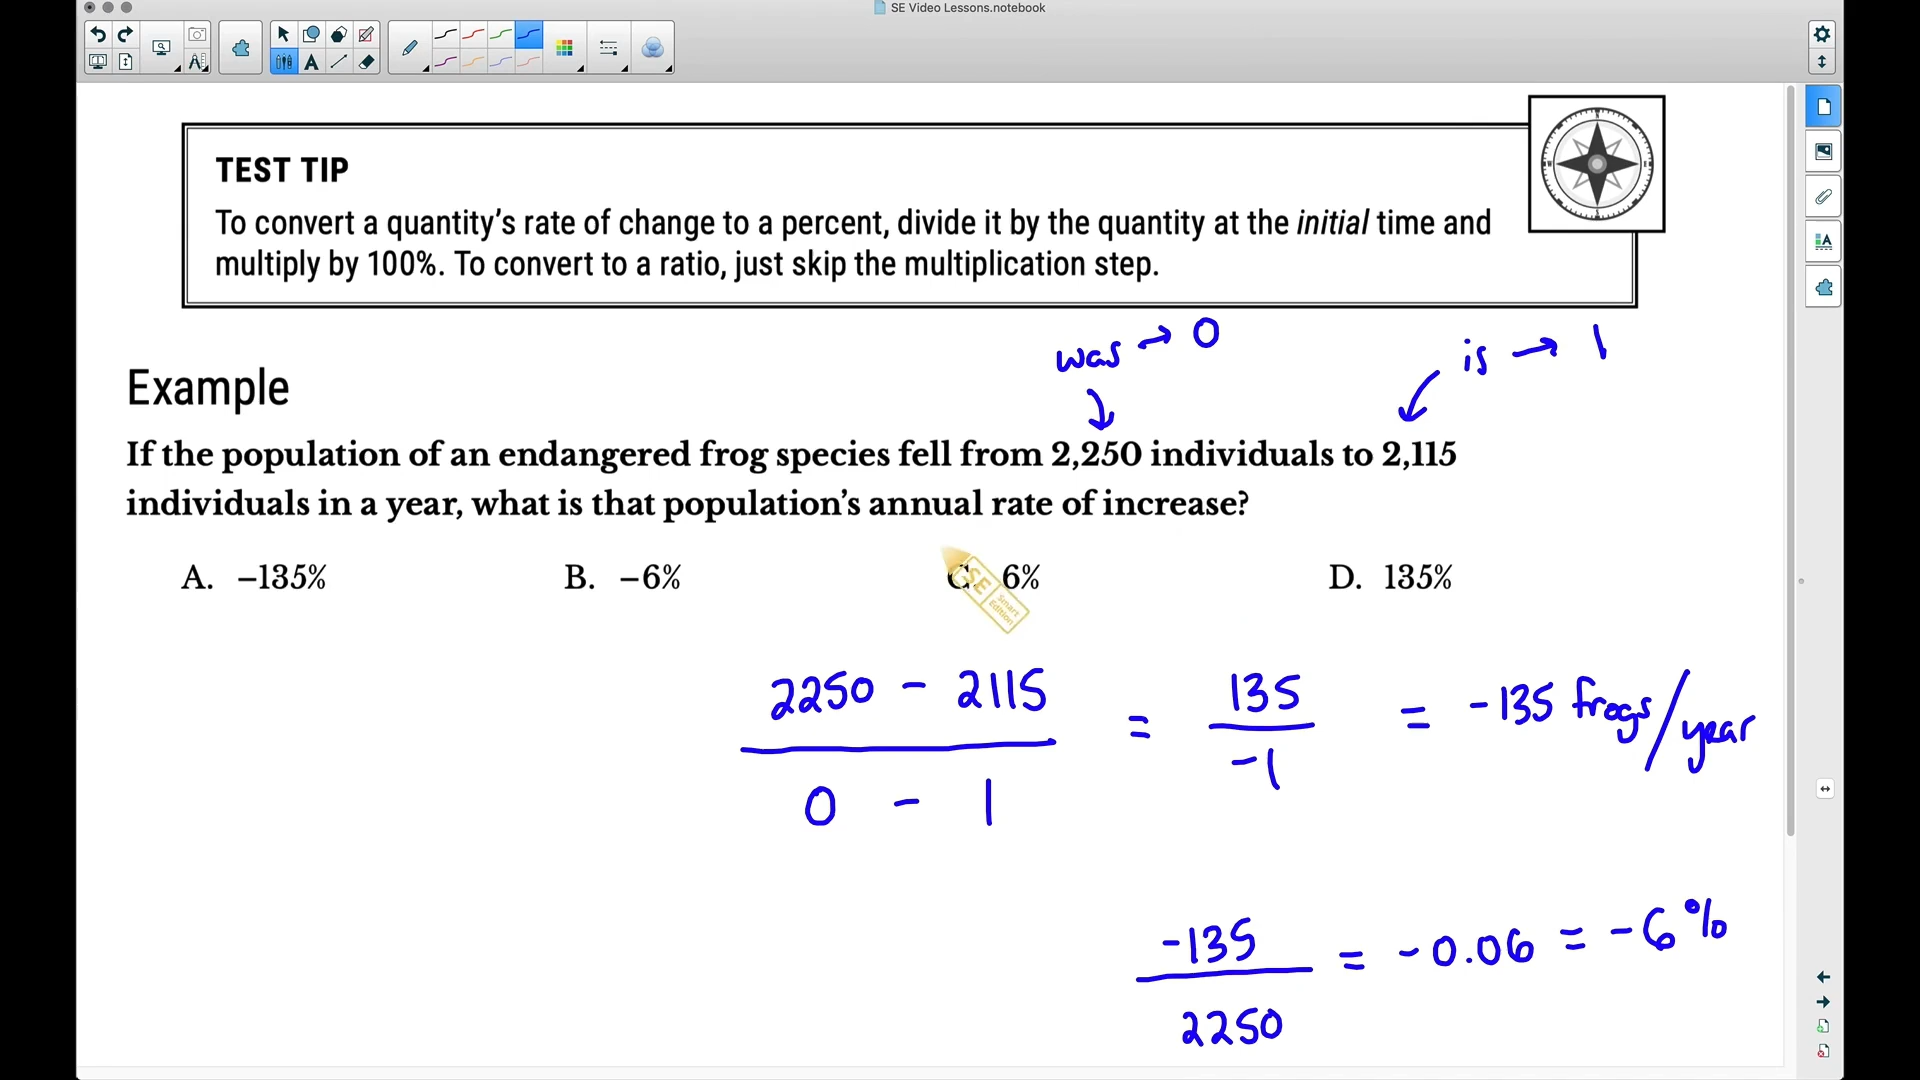 SE Video Lessons.notebook
TEST TIP
To convert a quantity's rate of change to a percent, divide it by the quantity at the initial time and
multiply by 100%. To convert to a ratio, just skip the multiplication step.
was → 0
is → 1
Example
If the population of an endangered frog species fell from 2,250 individuals to 2,115
individuals in a year, what is that population's annual rate of increase?
A. –135% B. –6% C. 6% D. 135%
SE
Smart
Edition
2250 - 2115 = 135 = -135 frogs/year
0 - 1 -1
-135 = -0.06 = -6%
2250